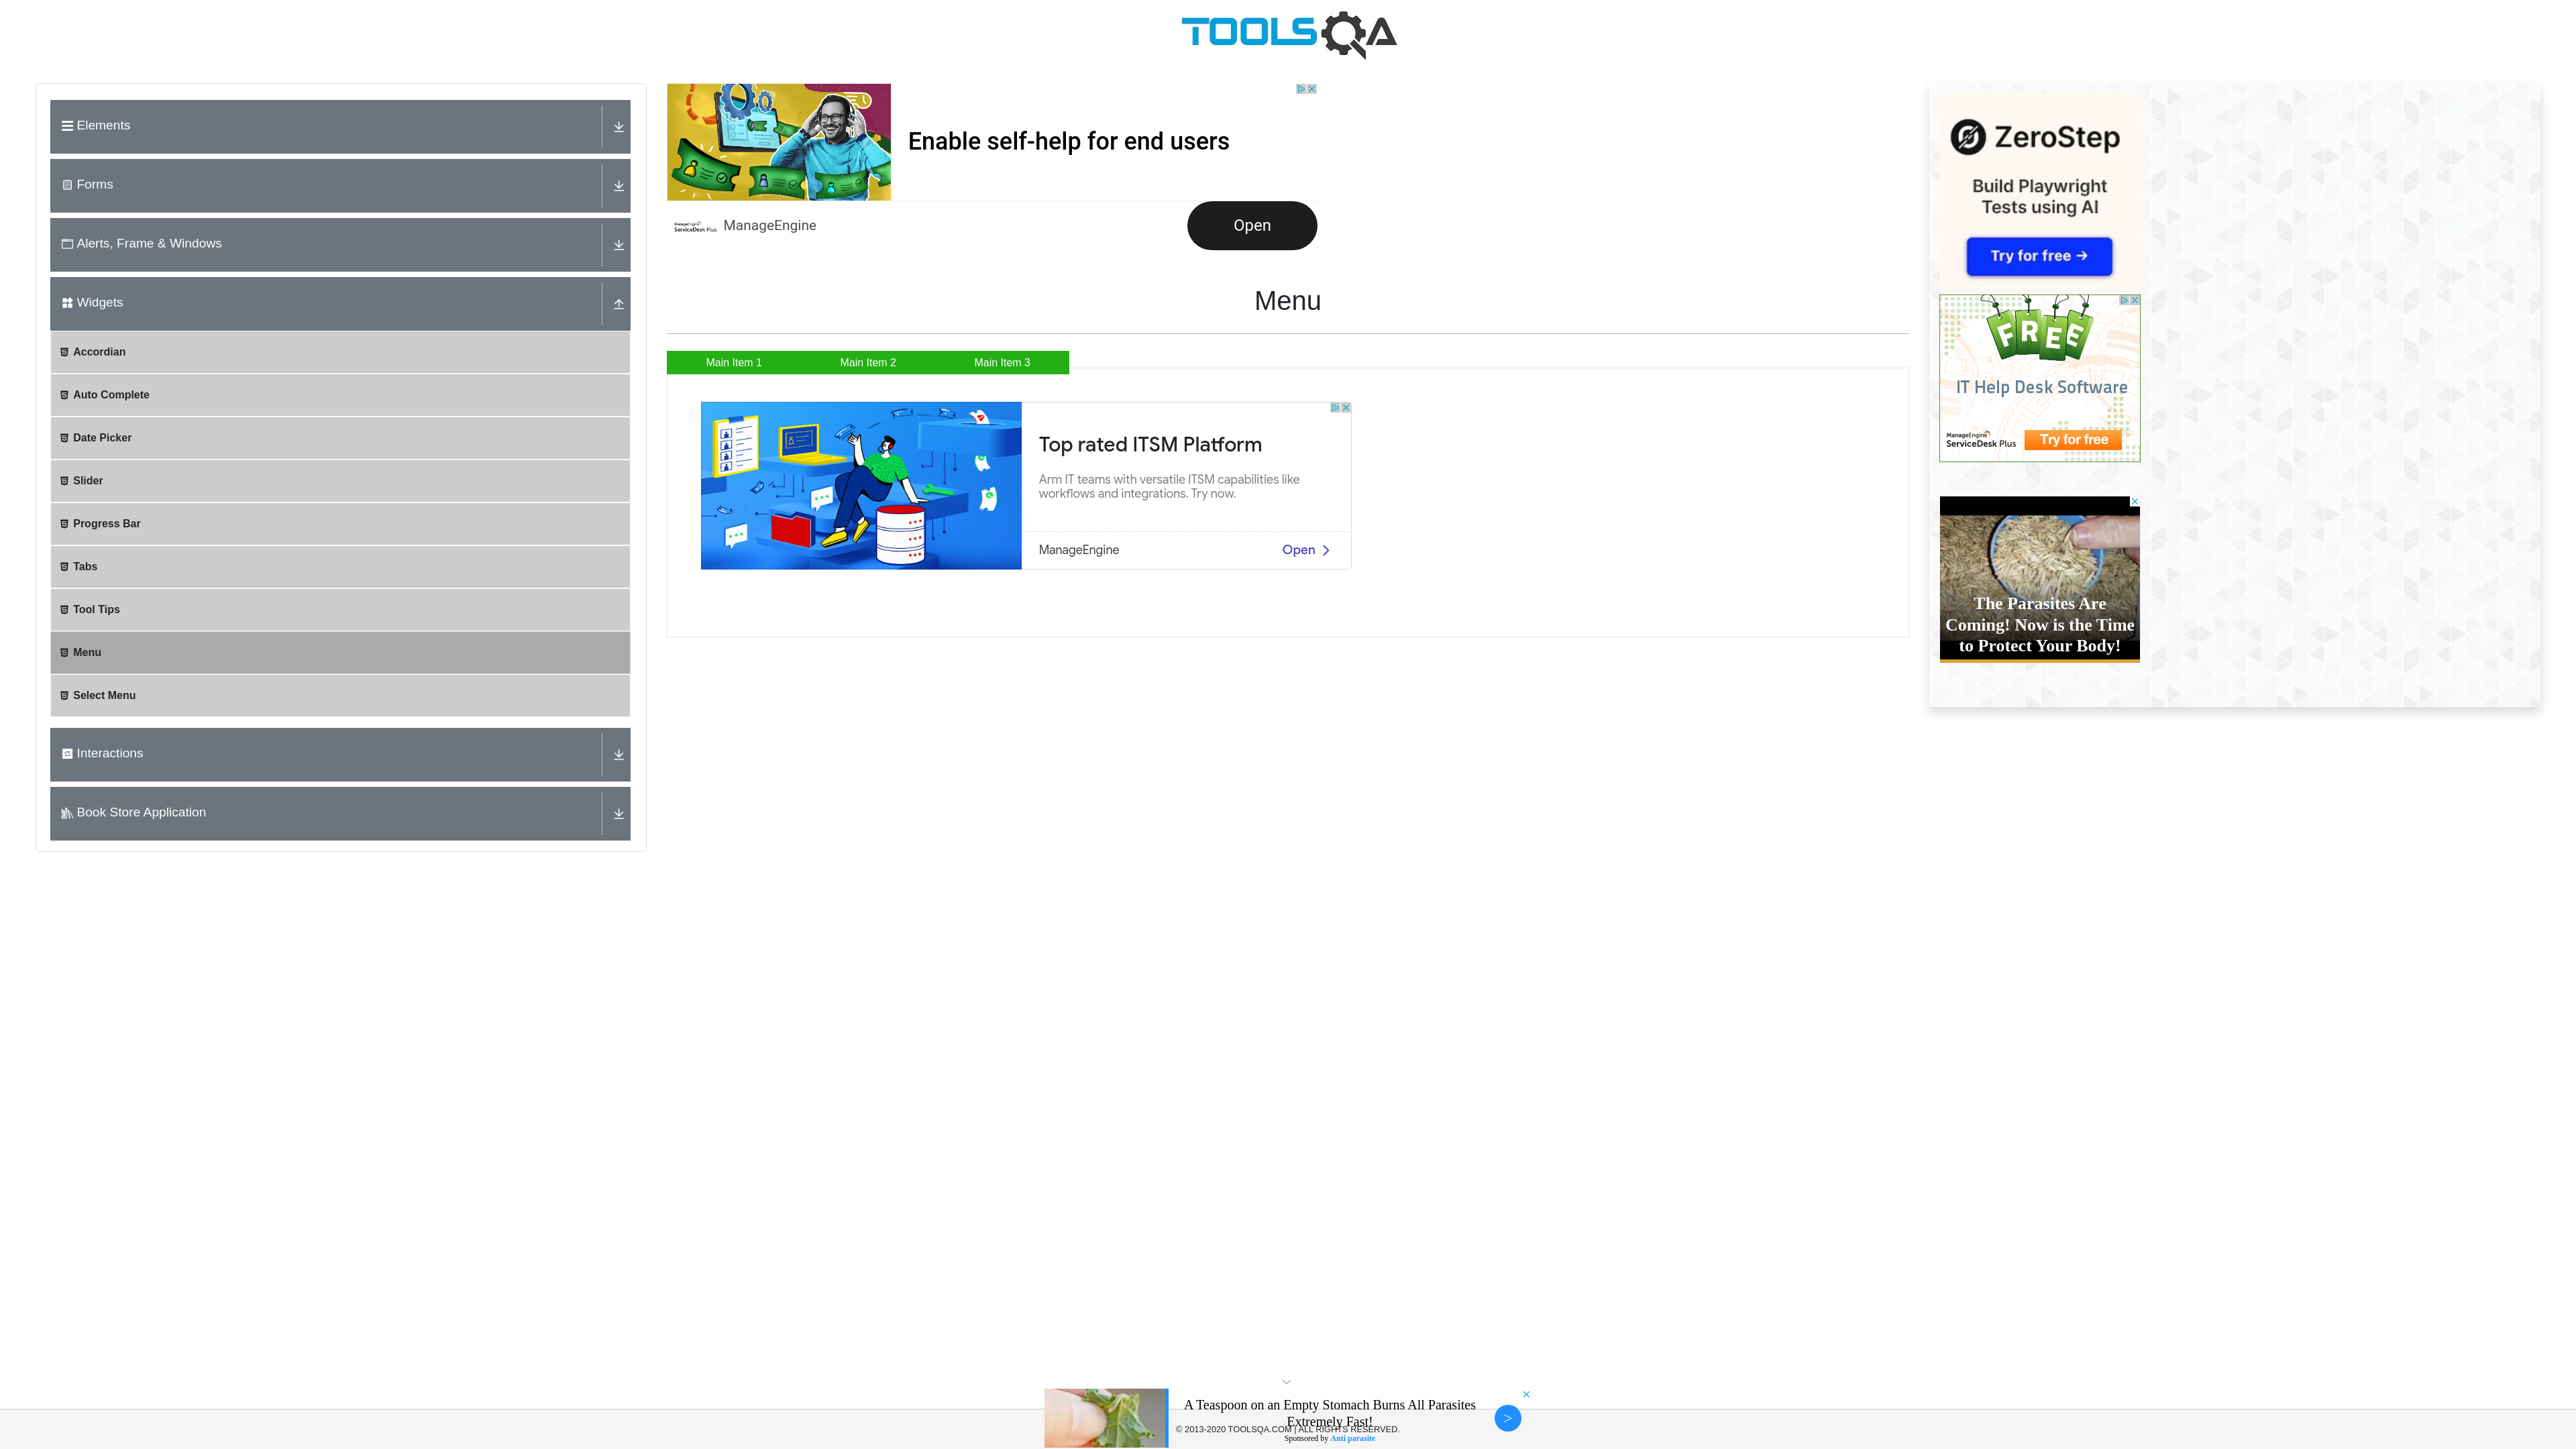 TOOLSQA
Elements
Forms
Alerts, Frame & Windows
Widgets
Accordian
Auto Complete
Date Picker
Slider
Progress Bar
Tabs
Tool Tips
Menu
Select Menu
Interactions
Book Store Application
Enable self-help for end users
ManageEngine
ServiceDesk Plus
ManageEngine
Open
Menu
Main Item 1
Main Item 2
Main Item 3
Top rated ITSM Platform
Arm IT teams with versatile ITSM capabilities like
workflows and integrations. Try now.
ManageEngine
Open
ZeroStep
Build Playwright
Tests using AI
Try for free →
FREE
IT Help Desk Software
ManageEngine
ServiceDesk Plus
Try for free
The Parasites Are
Coming! Now is the Time
to Protect Your Body!
A Teaspoon on an Empty Stomach Burns All Parasites
Extremely Fast!
Sponsored by Anti parasite
>
© 2013-2020 TOOLSQA.COM | ALL RIGHTS RESERVED.